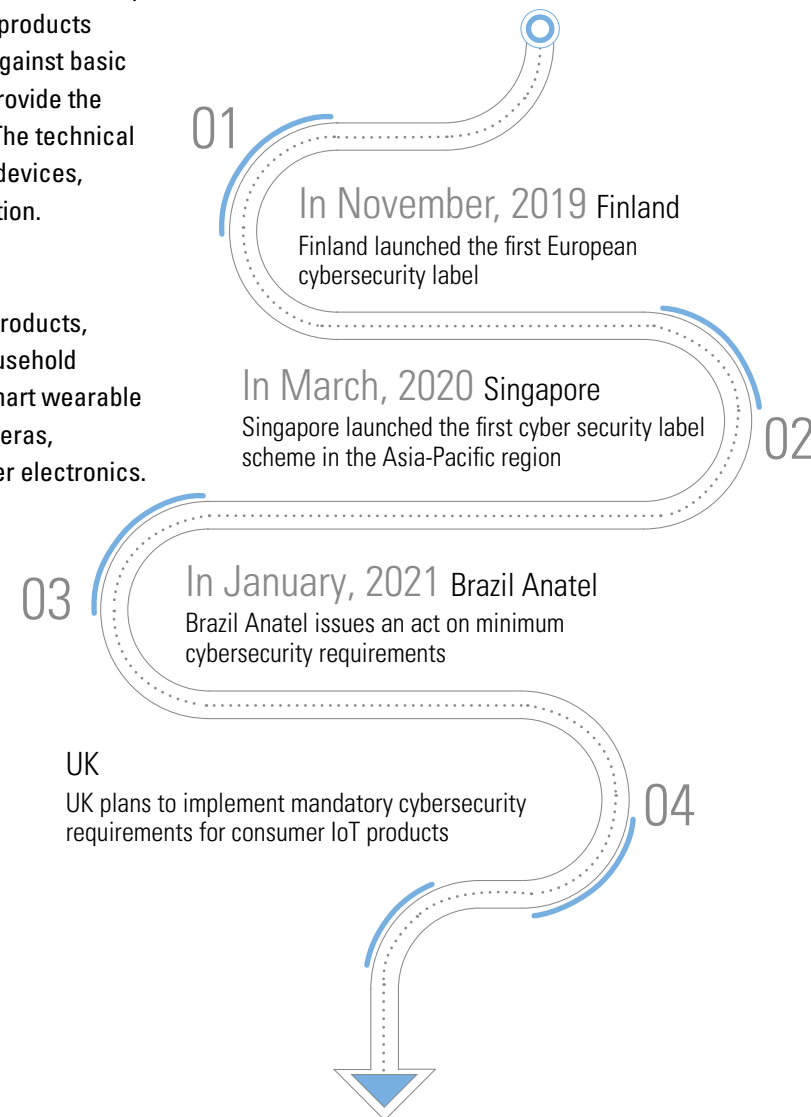 products
gainst basic
rovide the
The technical
devices,
tion.
roducts,
usehold
mart wearable
eras,
er electronics.
01
In November, 2019 Finland
Finland launched the first European
cybersecurity label
In March, 2020 Singapore
Singapore launched the first cyber security label
scheme in the Asia-Pacific region
02
03
In January, 2021 Brazil Anatel
Brazil Anatel issues an act on minimum
cybersecurity requirements
UK
UK plans to implement mandatory cybersecurity
requirements for consumer IoT products
04